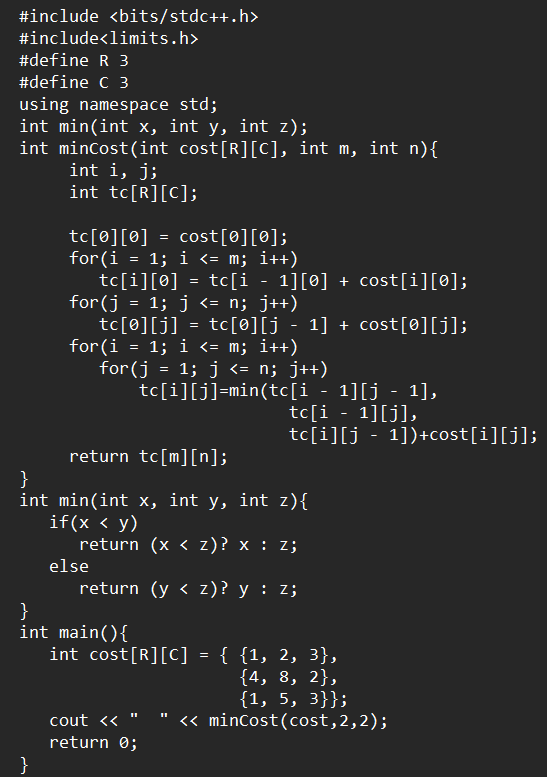 #include <bits/stdc++.h>
#include<limits.h>
#define R 3
#define C 3
using namespace std;
int min(int x, int y, int z);
int minCost(int cost[R][C], int m, int n){
     int i, j;
     int tc[R][C];

     tc[0][0] = cost[0][0];
     for(i = 1; i <= m; i++)
        tc[i][0] = tc[i - 1][0] + cost[i][0];
     for(j = 1; j <= n; j++)
        tc[0][j] = tc[0][j - 1] + cost[0][j];
     for(i = 1; i <= m; i++)
        for(j = 1; j <= n; j++)
            tc[i][j]=min(tc[i - 1][j - 1],
                           tc[i - 1][j],
                           tc[i][j - 1])+cost[i][j];
     return tc[m][n];
}
int min(int x, int y, int z){
   if(x < y)
      return (x < z)? x : z;
   else
      return (y < z)? y : z;
}
int main(){
   int cost[R][C] = { {1, 2, 3},
                      {4, 8, 2},
                      {1, 5, 3}};
   cout << "  " << minCost(cost,2,2);
   return 0;
}